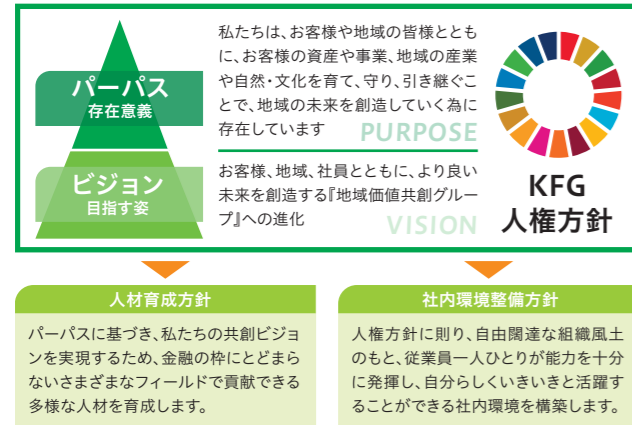 パーパス
存在意義
私たちは、お客様や地域の皆様ととも
に、お客様の資産や事業、地域の産業
や自然・文化を育て、守り、引き継ぐこ
とで、地域の未来を創造していく為に
存在しています
PURPOSE
ビジョン
目指す姿
お客様、地域、社員とともに、より良い
未来を創造する『地域価値共創グルー
プ』への進化
VISION
KFG
人権方針
人材育成方針
パーパスに基づき、私たちの共創ビジョ
ンを実現するため、金融の枠にとどまら
ないさまざまなフィールドで貢献できる
多様な人材を育成します。
社内環境整備方針
人権方針に則り、自由闊達な組織風土
のもと、従業員一人ひとりが能力を十分
に発揮し、自分らしくいきいきと活躍す
ることができる社内環境を構築します。